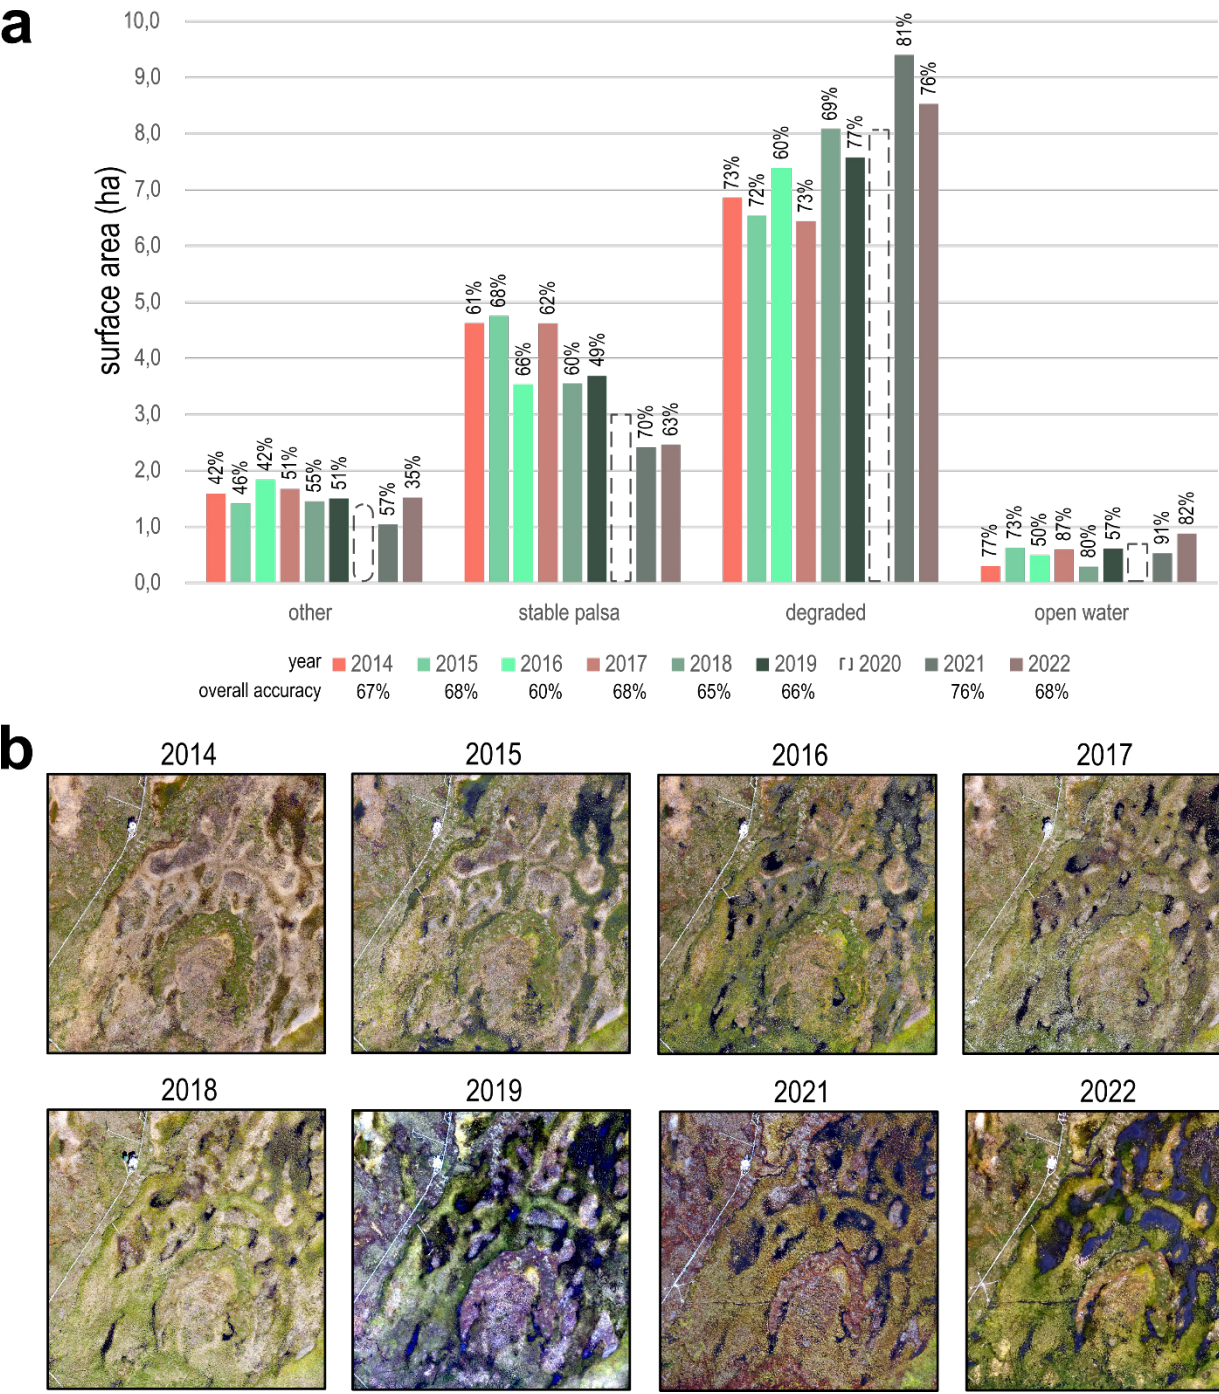 a
surface area (ha)
10,0
9,0
8,0
7,0
6,0
5,0
4,0
3,0
2,0
1,0
0,0
42% 46% 42% 51% 55% 51% 57% 35%
61% 68% 66% 62% 60% 49% 70% 63%
73% 72% 60% 73% 69% 77% 81% 76%
77% 73% 50% 87% 80% 57% 91% 82%
other stable palsa degraded open water
year 2014 2015 2016 2017 2018 2019 2020 2021 2022
overall accuracy 67% 68% 60% 68% 65% 66% 76% 68%
b
2014 2015 2016 2017
2018 2019 2021 2022